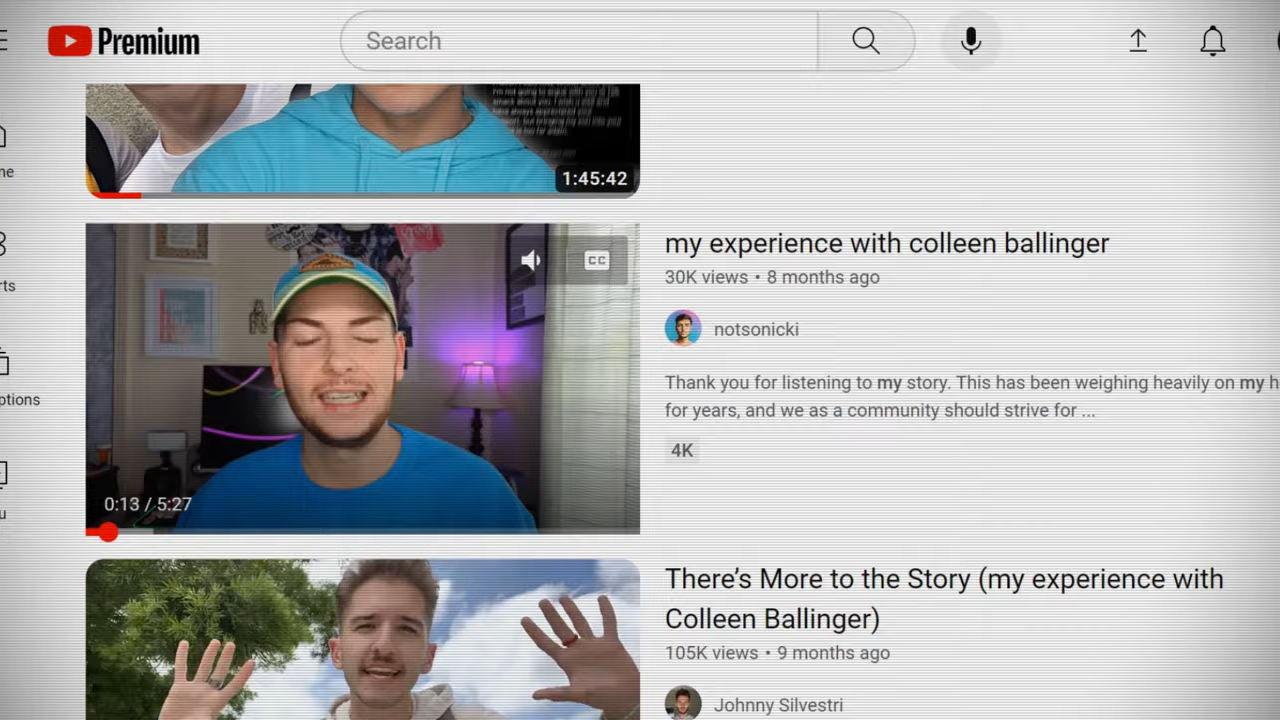 Premium
Search
ne
1:45:42
my experience with colleen ballinger
30K views • 8 months ago
CC
rts
notsonicki
Thank you for listening to my story. This has been weighing heavily on my h
for years, and we as a community should strive for ...
ptions
4K
0:13 / 5:27
u
There's More to the Story (my experience with
Colleen Ballinger)
105K views • 9 months ago
Johnny Silvestri